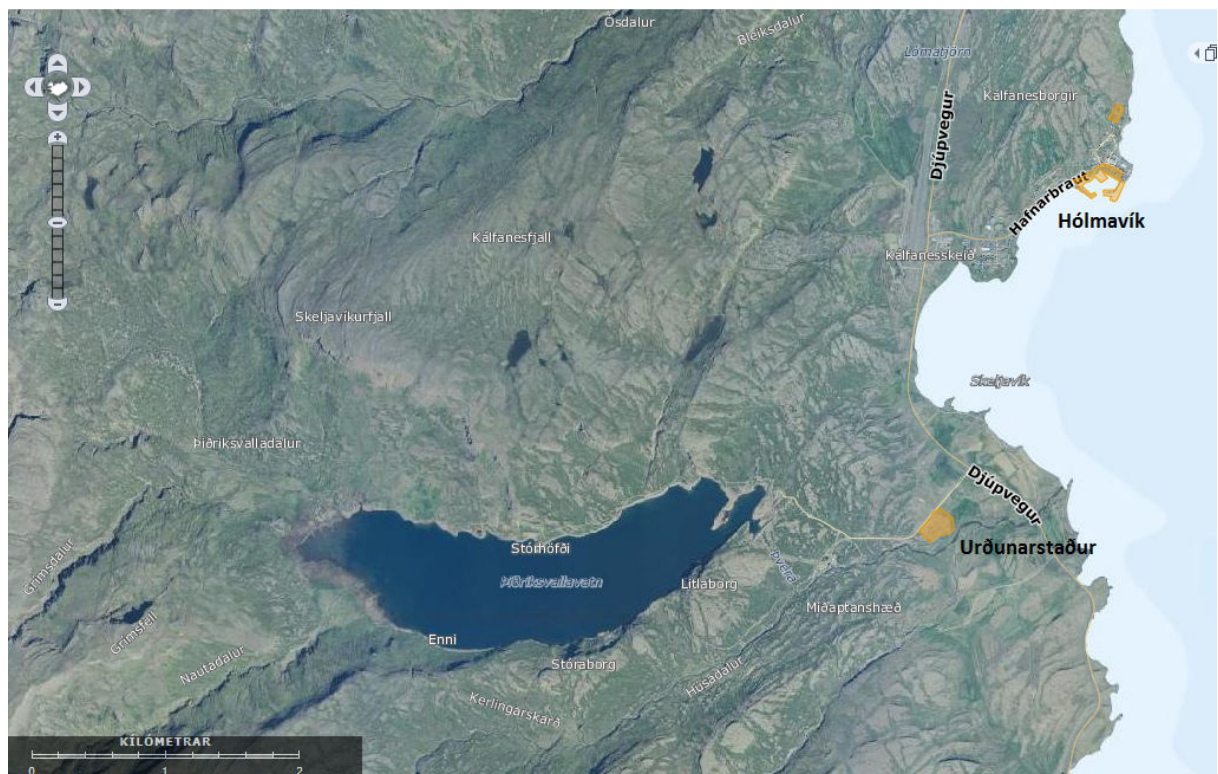 Ósdalur
Bleiksdalur
Lómatjörn
Kálfanesborgir
Djúpvegur
Hafnarbraut
Hólmavík
Kálfanesfjall
Kálfanesskeið
Skeljavíkurfjall
Skeljavík
Þiðriksvalladalur
Djúpvegur
Urðunarstaður
Stórhöfði
Þverá
Grímsdalur
Þiðriksvallavatn
Litlaborg
Miðaptanshæð
Grímsfell
Enni
Nautadalur
Stóraborg
Húsadalur
Kerlingarskarð
KÍLÓMETRAR
0 1 2